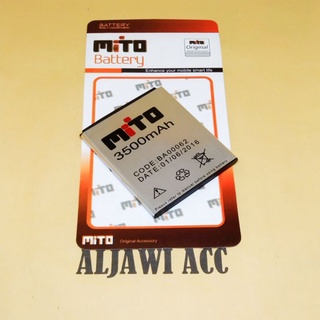 BATTERY
MITO
Battery
MITO
Original
Enhance your mobile smart life
MITO
3500mAh
CODE:BA00062
DATE:01/06/2016
MITO
Original Accessory
ALJAWI ACC